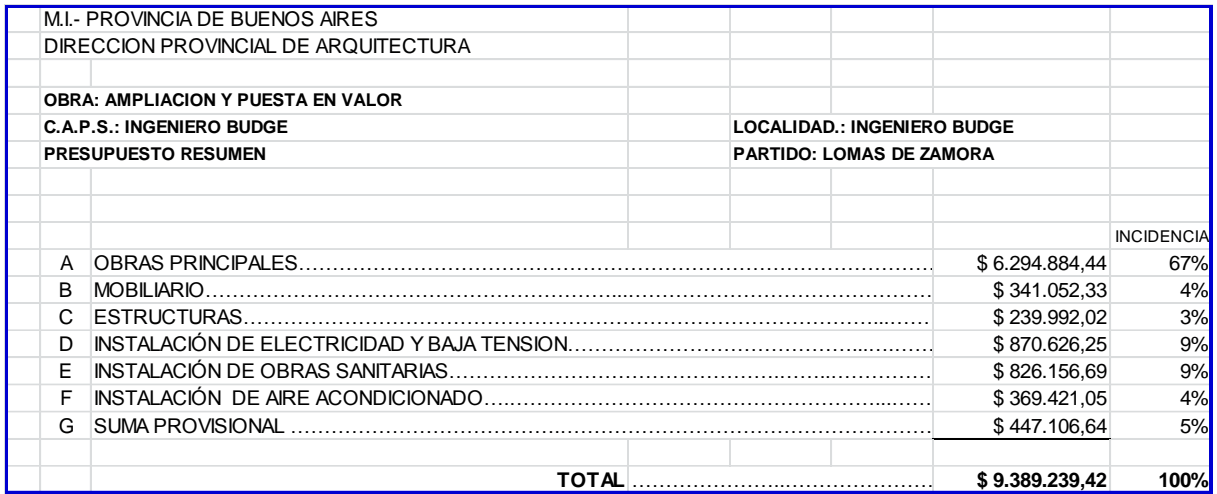 M.I.- PROVINCIA DE BUENOS AIRES
DIRECCION PROVINCIAL DE ARQUITECTURA
OBRA: AMPLIACION Y PUESTA EN VALOR
C.A.P.S.: INGENIERO BUDGE LOCALIDAD.: INGENIERO BUDGE
PRESUPUESTO RESUMEN PARTIDO: LOMAS DE ZAMORA
INCIDENCIA
A OBRAS PRINCIPALES………………………………………………………………………………… $ 6.294.884,44 67%
B MOBILIARIO……………………………………………………...……………………………………… $ 341.052,33 4%
C ESTRUCTURAS…………………………………………………………………………………...…… $ 239.992,02 3%
D INSTALACIÓN DE ELECTRICIDAD Y BAJA TENSION……………………………………...……… $ 870.626,25 9%
E INSTALACIÓN DE OBRAS SANITARIAS…………………………………………...………………… $ 826.156,69 9%
F INSTALACIÓN DE AIRE ACONDICIONADO………………………………………………...…… $ 369.421,05 4%
G SUMA PROVISIONAL ………………………………………...……………………………………… $ 447.106,64 5%
TOTAL ……………………………………… $ 9.389.239,42 100%